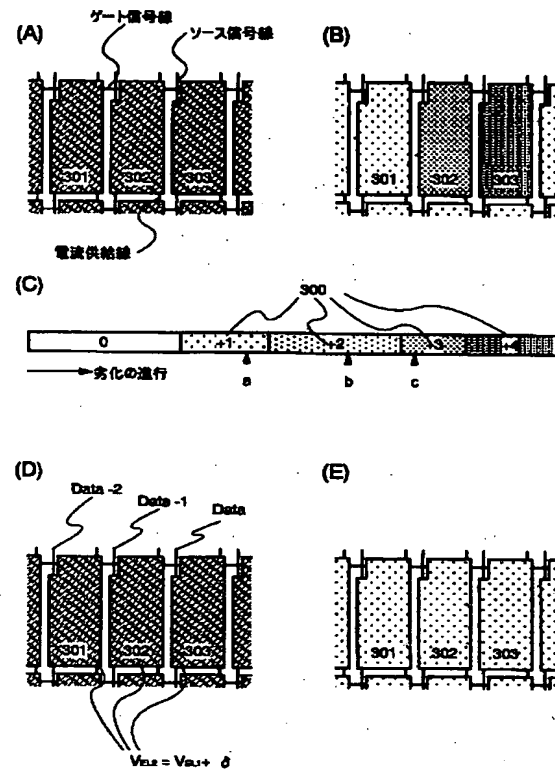 (A)
ゲート信号線
ソース信号線
(B)
301
302
303
301
302
303
電流供給線
(C)
300
0
+1
+2
+3
+4
劣化の進行
a
b
c
(D)
Data -2
Data -1
Data
(E)
301
302
303
301
302
303
VEL2 = VEL1+ δ